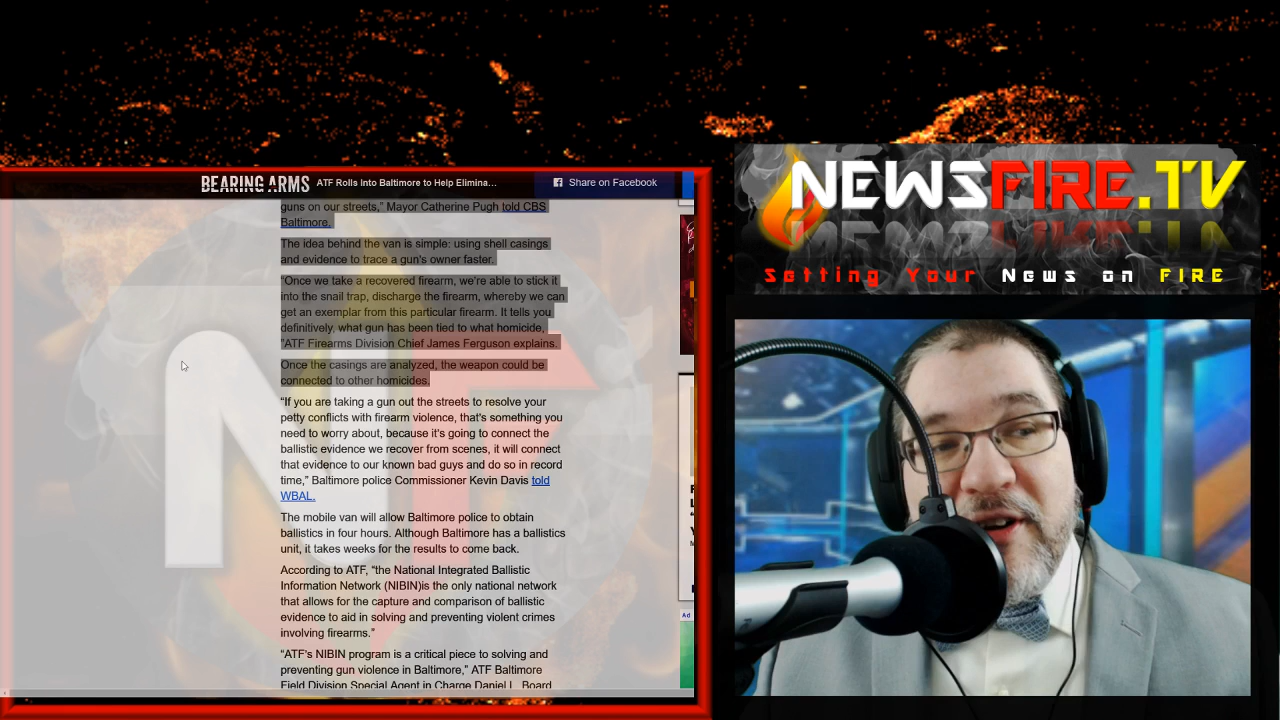 BEARING ARMS ATF Rolls Into Baltimore to Help Elimina... Share on Facebook
guns on our streets,” Mayor Catherine Pugh told CBS
Baltimore.
The idea behind the van is simple: using shell casings
and evidence to trace a gun's owner faster.
“Once we take a recovered firearm, we're able to stick it
into the snail trap, discharge the firearm, whereby we can
get an exemplar from this particular firearm. It tells you
definitively, what gun has been tied to what homicide,
”ATF Firearms Division Chief James Ferguson explains.
Once the casings are analyzed, the weapon could be
connected to other homicides.
“If you are taking a gun out the streets to resolve your
petty conflicts with firearm violence, that's something you
need to worry about, because it's going to connect the
ballistic evidence we recover from scenes, it will connect
that evidence to our known bad guys and do so in record
time,” Baltimore police Commissioner Kevin Davis told
WBAL.
The mobile van will allow Baltimore police to obtain
ballistics in four hours. Although Baltimore has a ballistics
unit, it takes weeks for the results to come back.
According to ATF, “the National Integrated Ballistic
Information Network (NIBIN)is the only national network
that allows for the capture and comparison of ballistic
evidence to aid in solving and preventing violent crimes
involving firearms.”
“ATF's NIBIN program is a critical piece to solving and
preventing gun violence in Baltimore,” ATF Baltimore
Field Division Special Agent in Charge Daniel L. Board
Ad
NEWSFIRE.TV
Setting Your News on FIRE